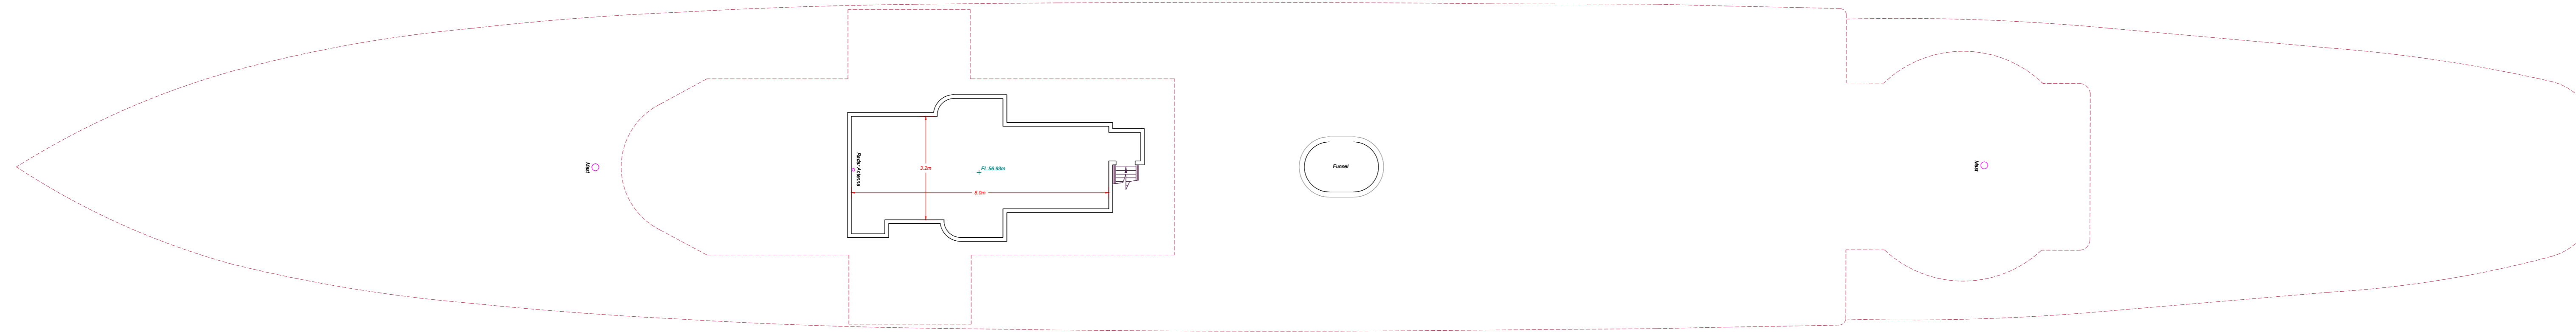 Mast
Radar Antenna
3.2m
FL:56.93m
8.0m
Funnel
Mast